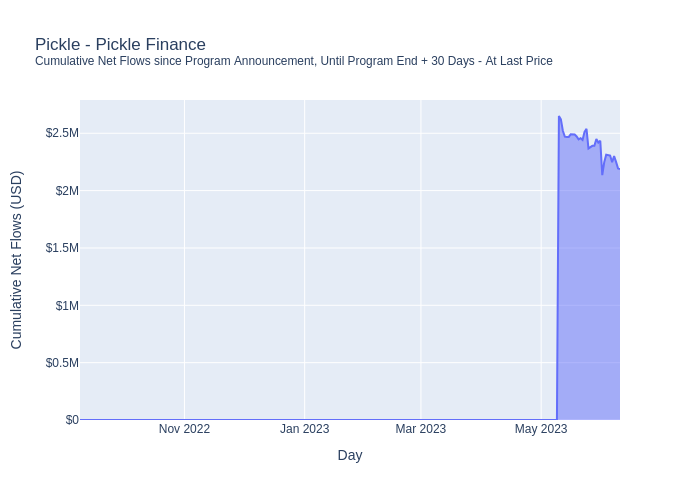 Pickle - Pickle Finance
Cumulative Net Flows since Program Announcement, Until Program End + 30 Days - At Last Price
Cumulative Net Flows (USD)
$2.5M
$2M
$1.5M
$1M
$0.5M
$0
Nov 2022
Jan 2023
Mar 2023
May 2023
Day